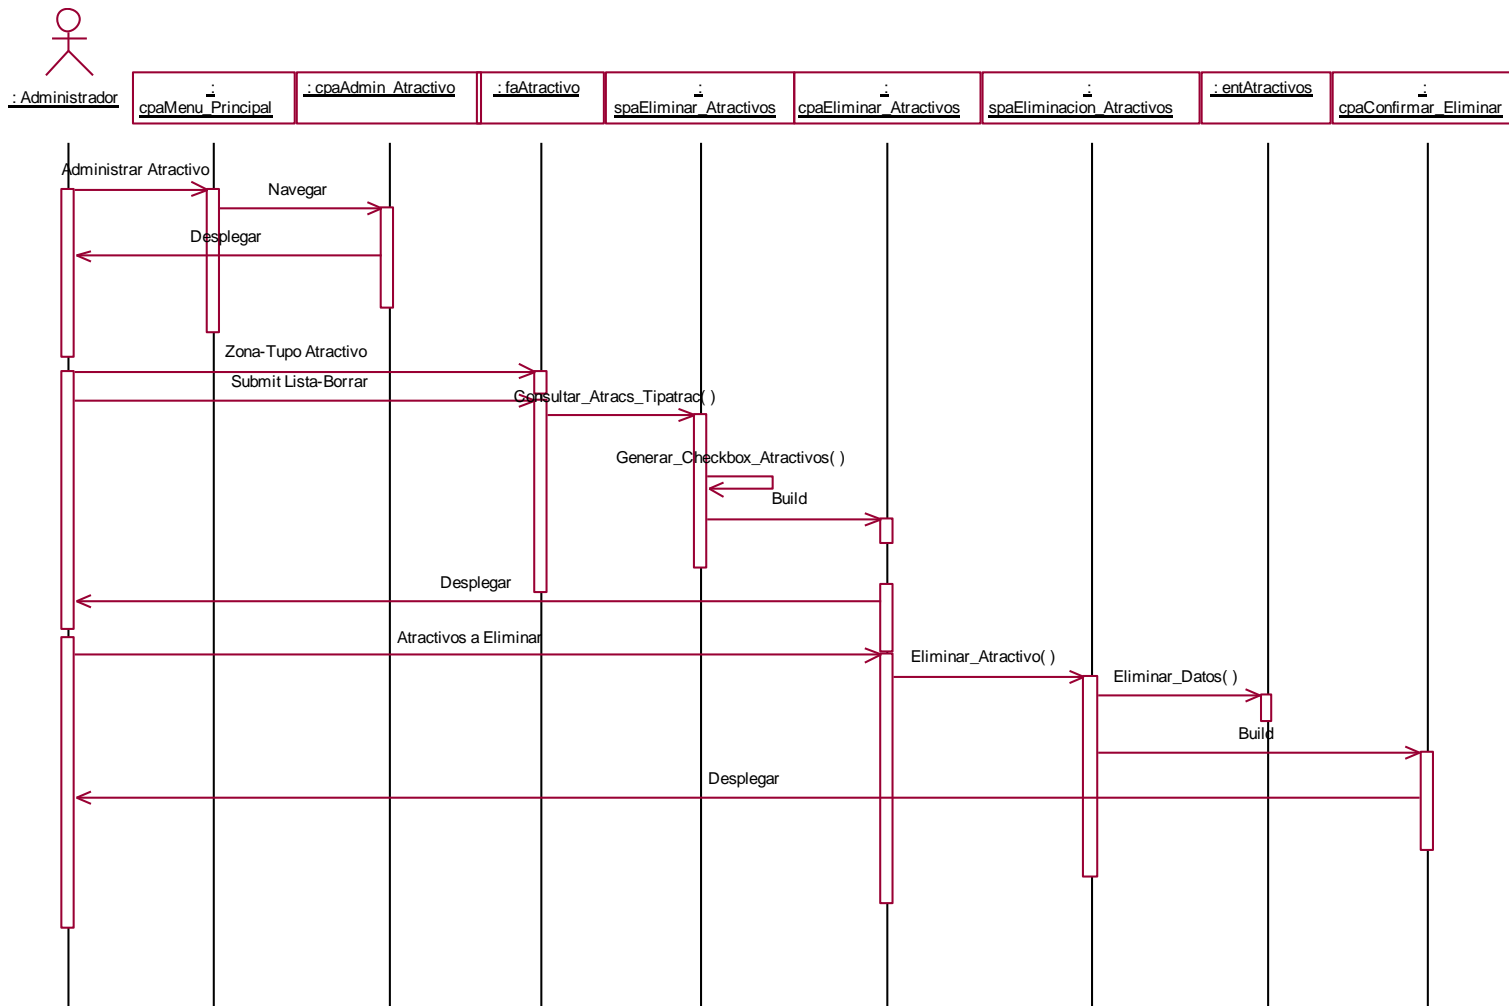 : Administrador
:
cpaMenu_Principal
: cpaAdmin_Atractivo
: faAtractivo
:
spaEliminar_Atractivos
:
cpaEliminar_Atractivos
:
spaEliminacion_Atractivos
: entAtractivos
:
cpaConfirmar_Eliminar
Administrar Atractivo
Navegar
Desplegar
Zona-Tupo Atractivo
Submit Lista-Borrar
Consultar_Atracs_Tipatrac( )
Generar_Checkbox_Atractivos( )
Build
Desplegar
Atractivos a Eliminar
Eliminar_Atractivo( )
Eliminar_Datos( )
Build
Desplegar